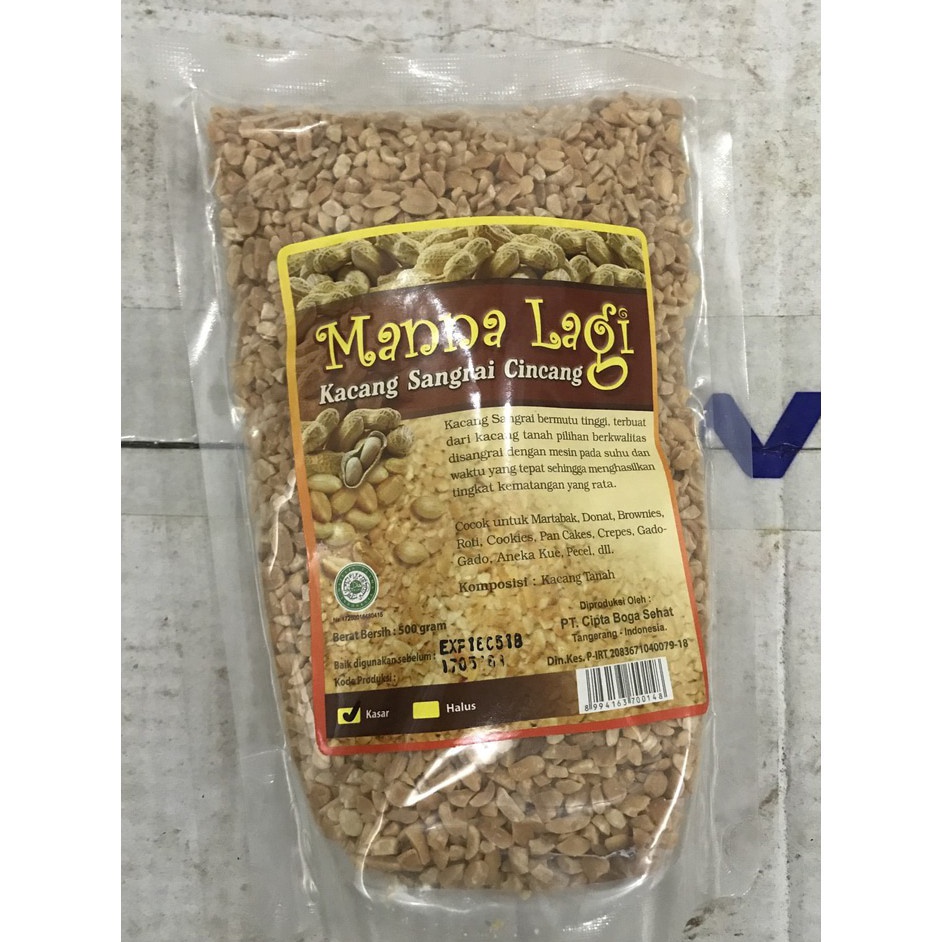 Manna Lagi
Kacang Sangrai Cincang
Kacang Sangrai bermutu tinggi, terbuat
dari kacang tanah pilihan berkwalitas
disangrai dengan mesin pada suhu dan
waktu yang tepat sehingga menghasilkan
tingkat kematangan yang rata.
Cocok untuk Martabak, Donat, Brownies,
Roti, Cookies, Pan Cakes, Crepes, Gado-
Gado, Aneka Kue, Pecel, dll.
Komposisi : Kacang Tanah
Berat Bersih : 500 gram
Baik digunakan sebelum :
Kode Produksi :
Diproduksi Oleh :
PT. Cipta Boga Sehat
Tangerang - Indonesia.
Din.Kes. P-IRT 2083671040079-18
Kasar
Halus
8 994163 700148
V